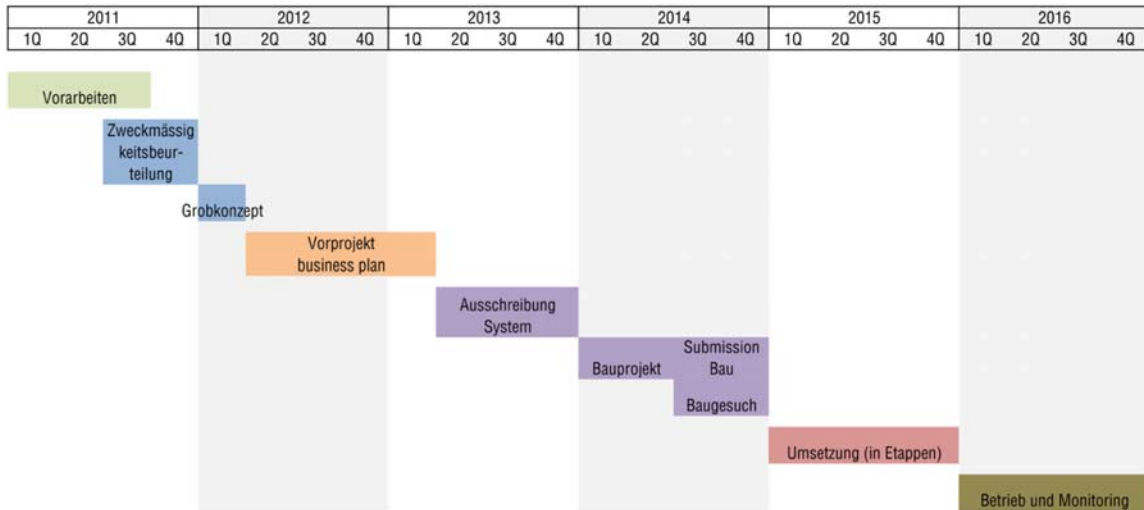 2011 2012 2013 2014 2015 2016
1Q 2Q 3Q 4Q 1Q 2Q 3Q 4Q 1Q 2Q 3Q 4Q 1Q 2Q 3Q 4Q 1Q 2Q 3Q 4Q 1Q 2Q 3Q 4Q
Vorarbeiten
Zweckmässig
keitsbeur-
teilung
Grobkonzept
Vorprojekt
business plan
Ausschreibung
System
Bauprojekt
Submission
Bau
Baugesuch
Umsetzung (in Etappen)
Betrieb und Monitoring